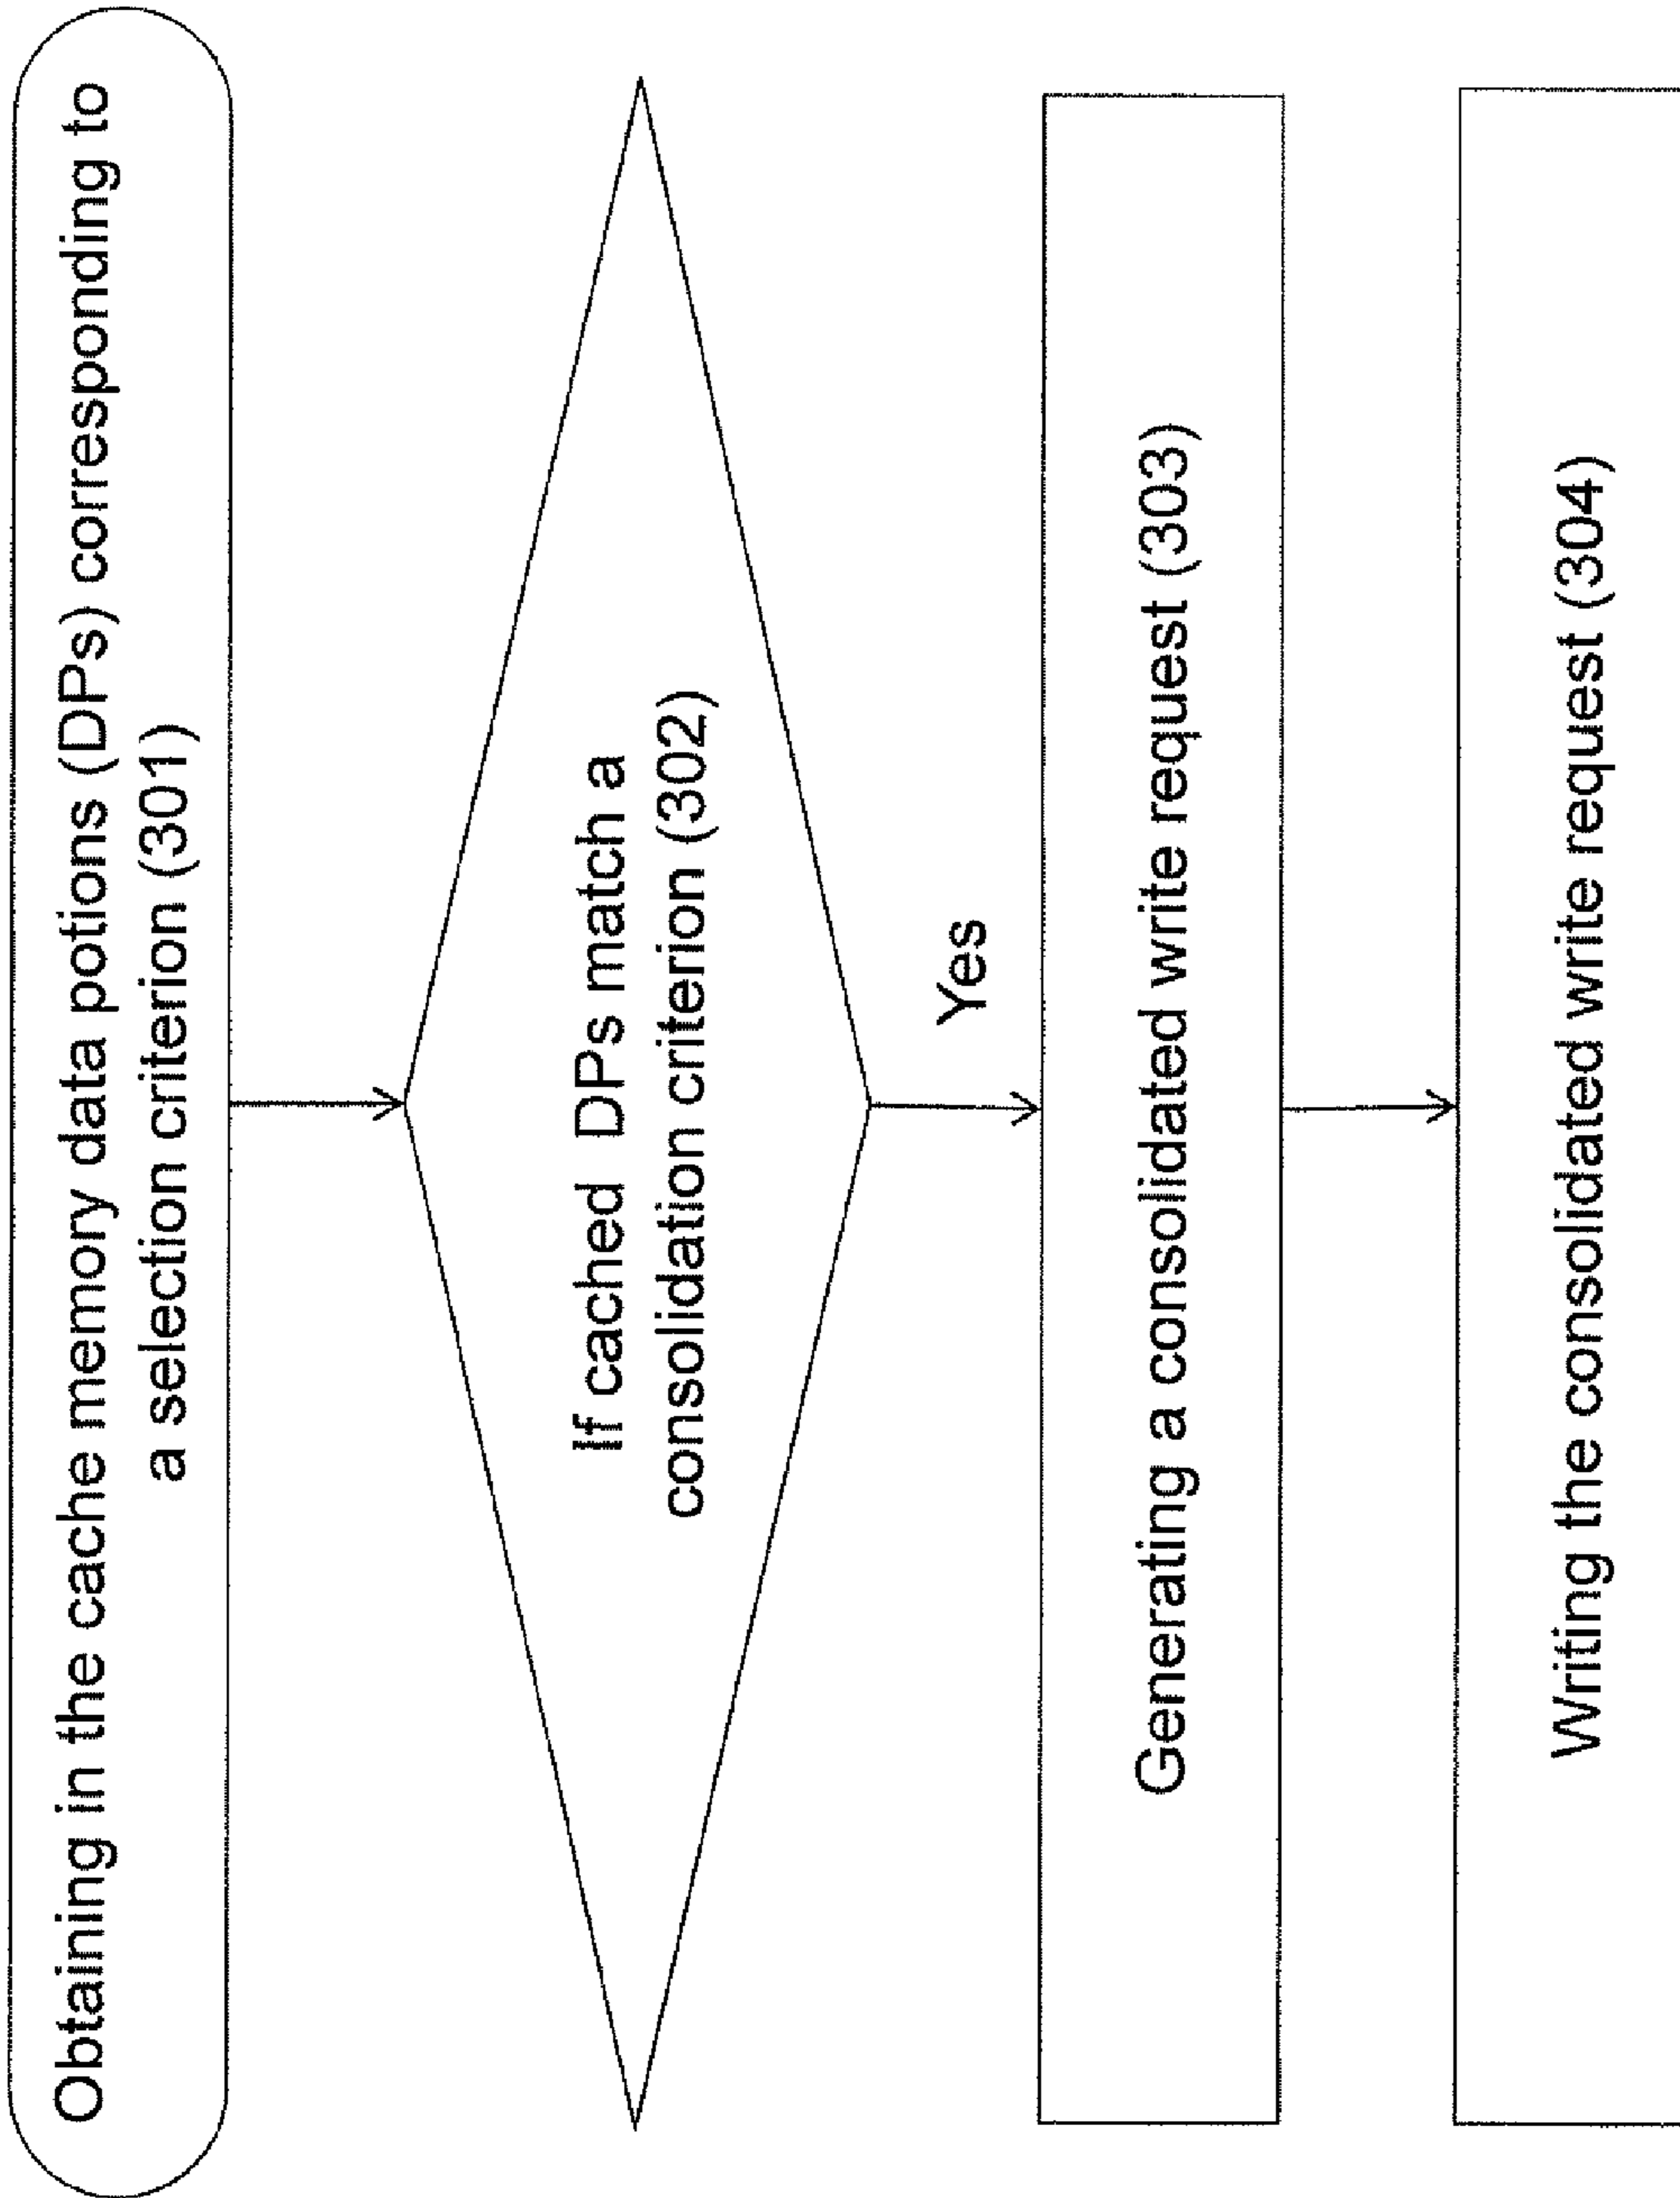 Obtaining in the cache memory data potions (DPs) corresponding to
a selection criterion (301)
If cached DPs match a
consolidation criterion (302)
Yes
Generating a consolidated write request (303)
Writing the consolidated write request (304)